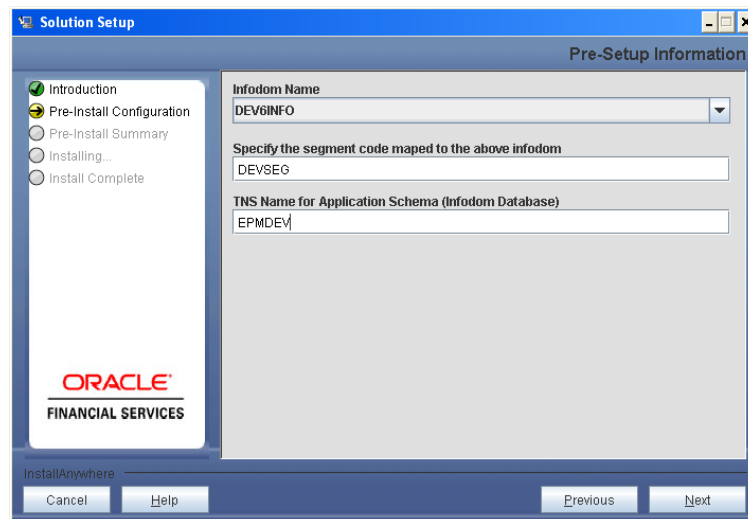 Solution Setup
Pre-Setup Information
Introduction
Pre-Install Configuration
Pre-Install Summary
Installing...
Install Complete
Infodom Name
DEV6INFO
Specify the segment code maped to the above infodom
DEVSEG
TNS Name for Application Schema (Infodom Database)
EPMDEV
ORACLE
FINANCIAL SERVICES
InstallAnywhere
Cancel Help Previous Next